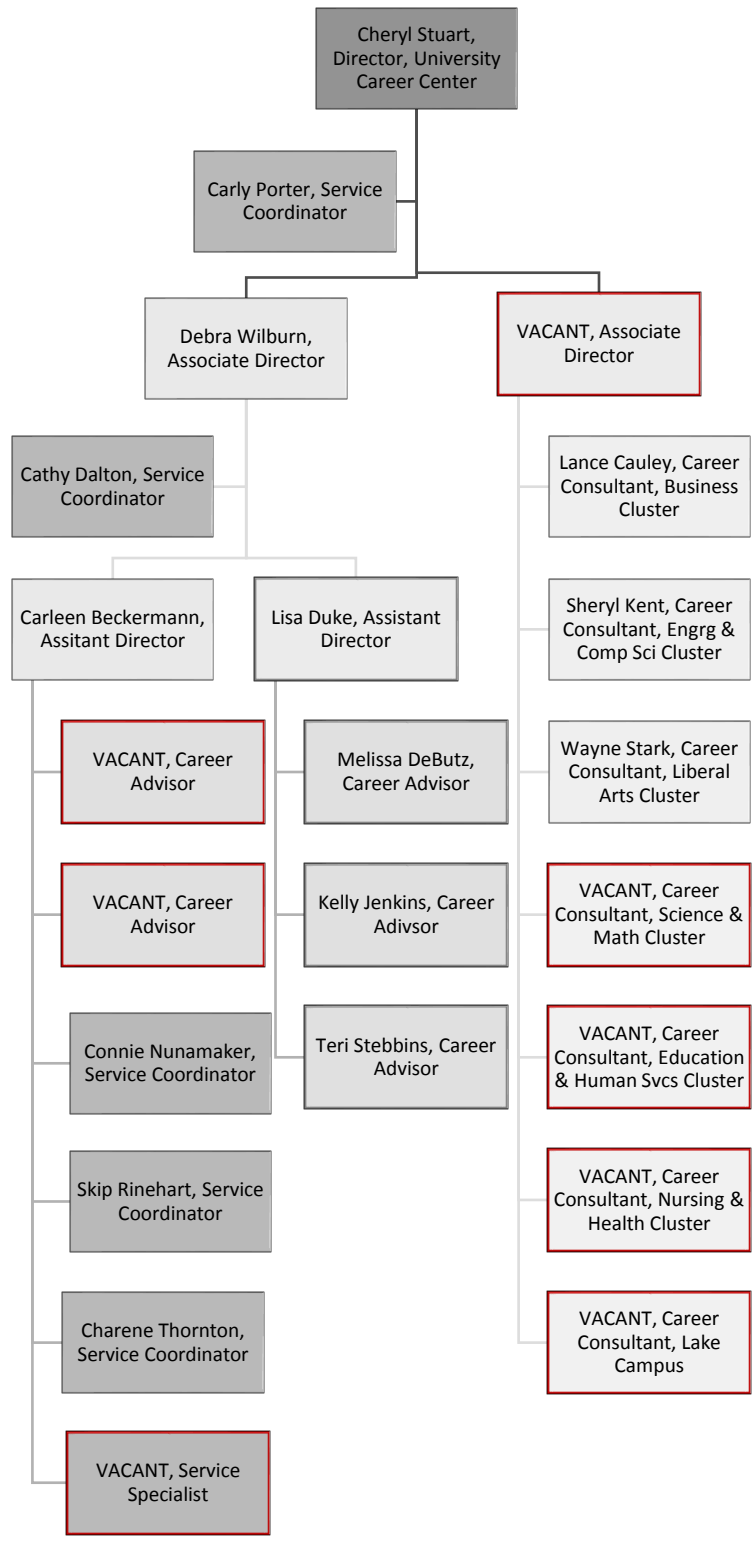 Cheryl Stuart,
Director, University
Career Center
Carly Porter, Service
Coordinator
Debra Wilburn,
Associate Director
VACANT, Associate
Director
Cathy Dalton, Service
Coordinator
Carleen Beckermann,
Assitant Director
Lisa Duke, Assistant
Director
VACANT, Career
Advisor
VACANT, Career
Advisor
Connie Nunamaker,
Service Coordinator
Skip Rinehart, Service
Coordinator
Charene Thornton,
Service Coordinator
VACANT, Service
Specialist
Melissa DeButz,
Career Advisor
Kelly Jenkins, Career
Adivsor
Teri Stebbins, Career
Advisor
Lance Cauley, Career
Consultant, Business
Cluster
Sheryl Kent, Career
Consultant, Engrg &
Comp Sci Cluster
Wayne Stark, Career
Consultant, Liberal
Arts Cluster
VACANT, Career
Consultant, Science &
Math Cluster
VACANT, Career
Consultant, Education
& Human Svcs Cluster
VACANT, Career
Consultant, Nursing &
Health Cluster
VACANT, Career
Consultant, Lake
Campus